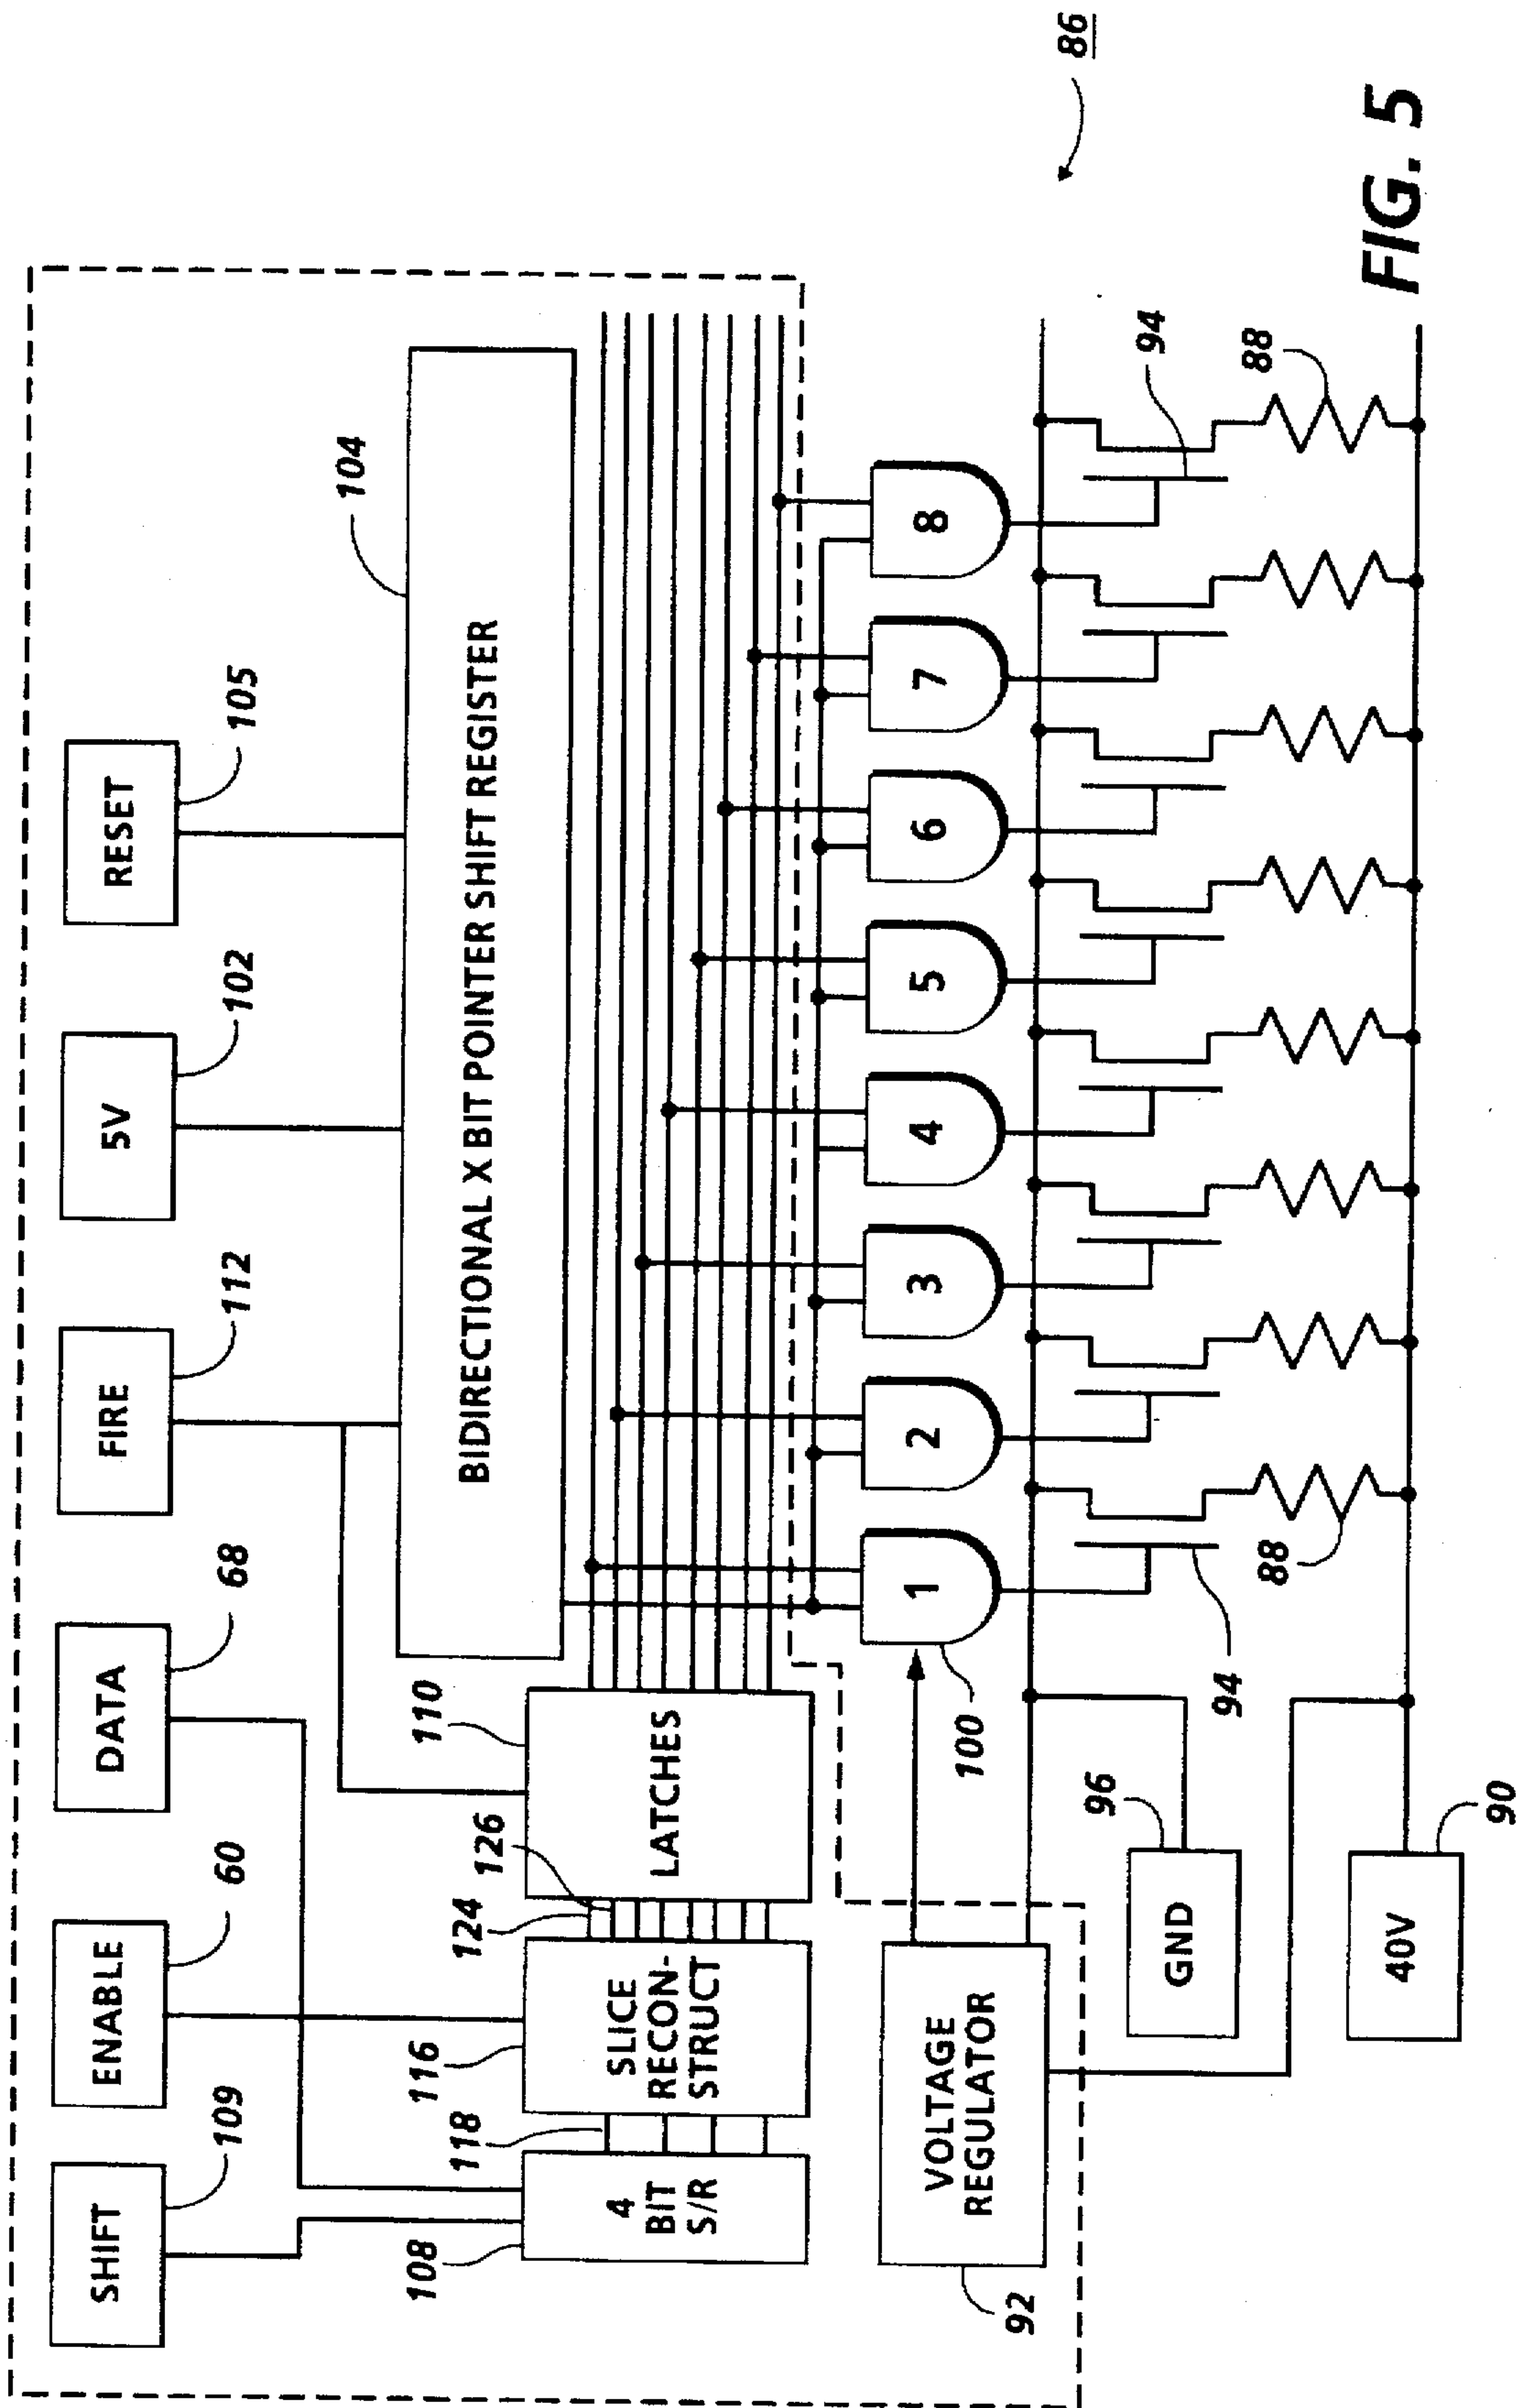 SHIFT
109
ENABLE
60
DATA
68
FIRE
112
5V
102
RESET
105
104
BIDIRECTIONAL X BIT POINTER SHIFT REGISTER
108
4
BIT
S/R
118
116
SLICE
RECON-
STRUCT
124
126
110
LATCHES
92
VOLTAGE
REGULATOR
100
1
2
3
4
5
6
7
8
86
96
GND
94
88
94
88
40V
90
FIG. 5